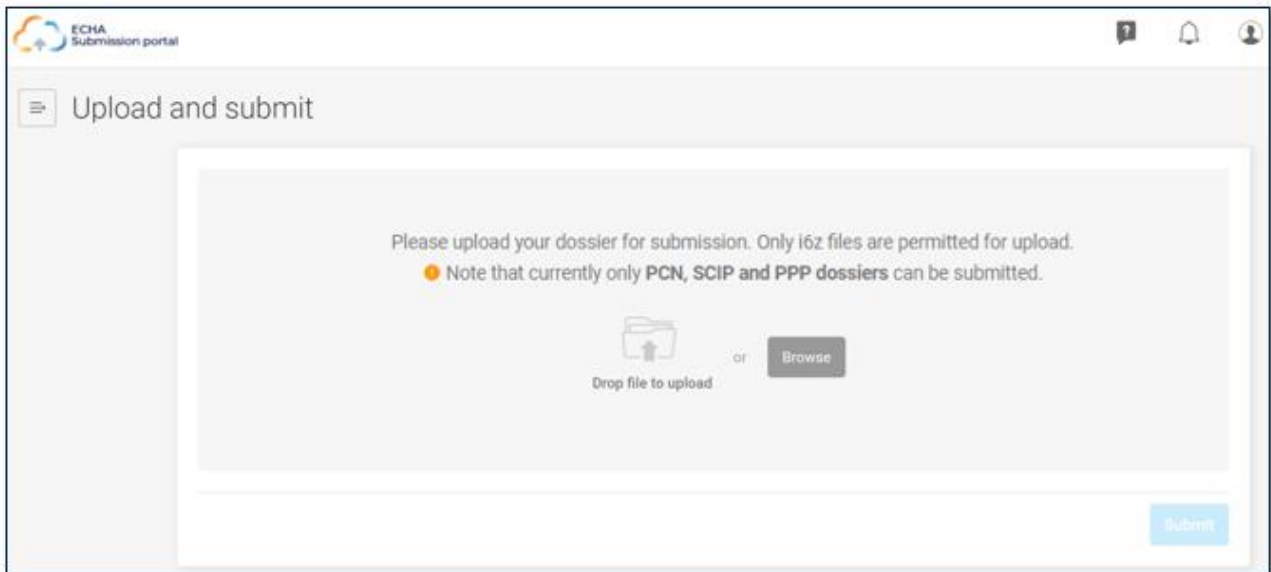 ECHA
Submission portal
?
Upload and submit
Please upload your dossier for submission. Only i6z files are permitted for upload.
! Note that currently only PCN, SCIP and PPP dossiers can be submitted.
or
Browse
Drop file to upload
Submit